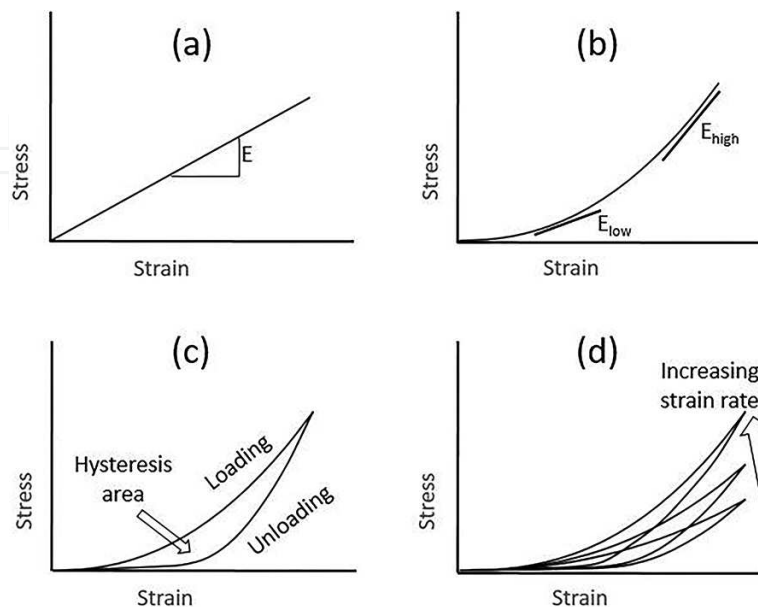 (a)
Stress
E
Strain
(b)
Stress
E_high
E_low
Strain
(c)
Stress
Hysteresis
area
Loading
Unloading
Strain
(d)
Increasing
strain rate
Stress
Strain